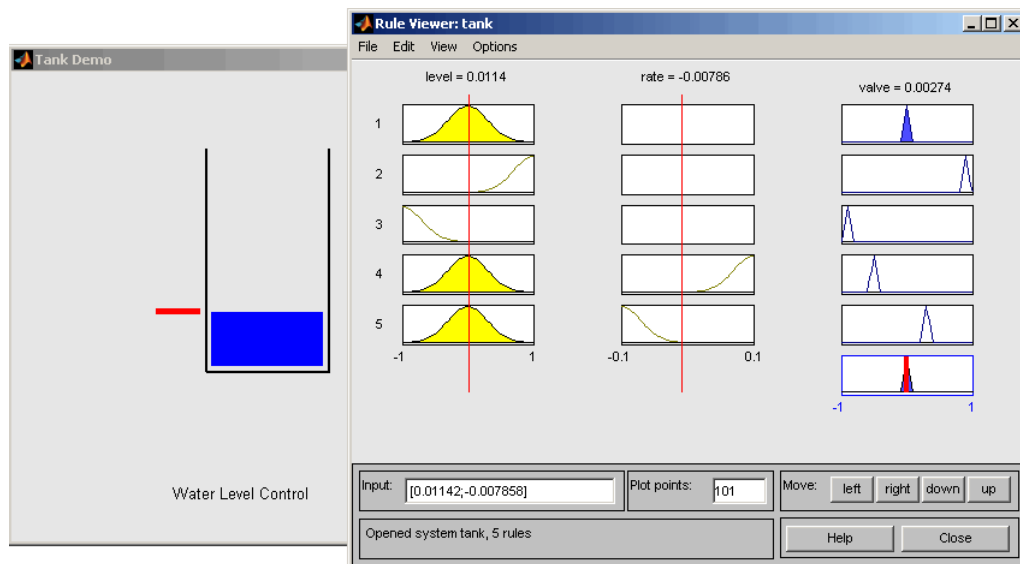 Tank Demo
Water Level Control
Rule Viewer: tank
File Edit View Options
level = 0.0114 rate = -0.00786 valve = 0.00274
1
2
3
4
5
-1 1 -0.1 0.1
-1 1
Input: [0.01142;-0.007858] Plot points: 101 Move: left right down up
Opened system tank, 5 rules Help Close